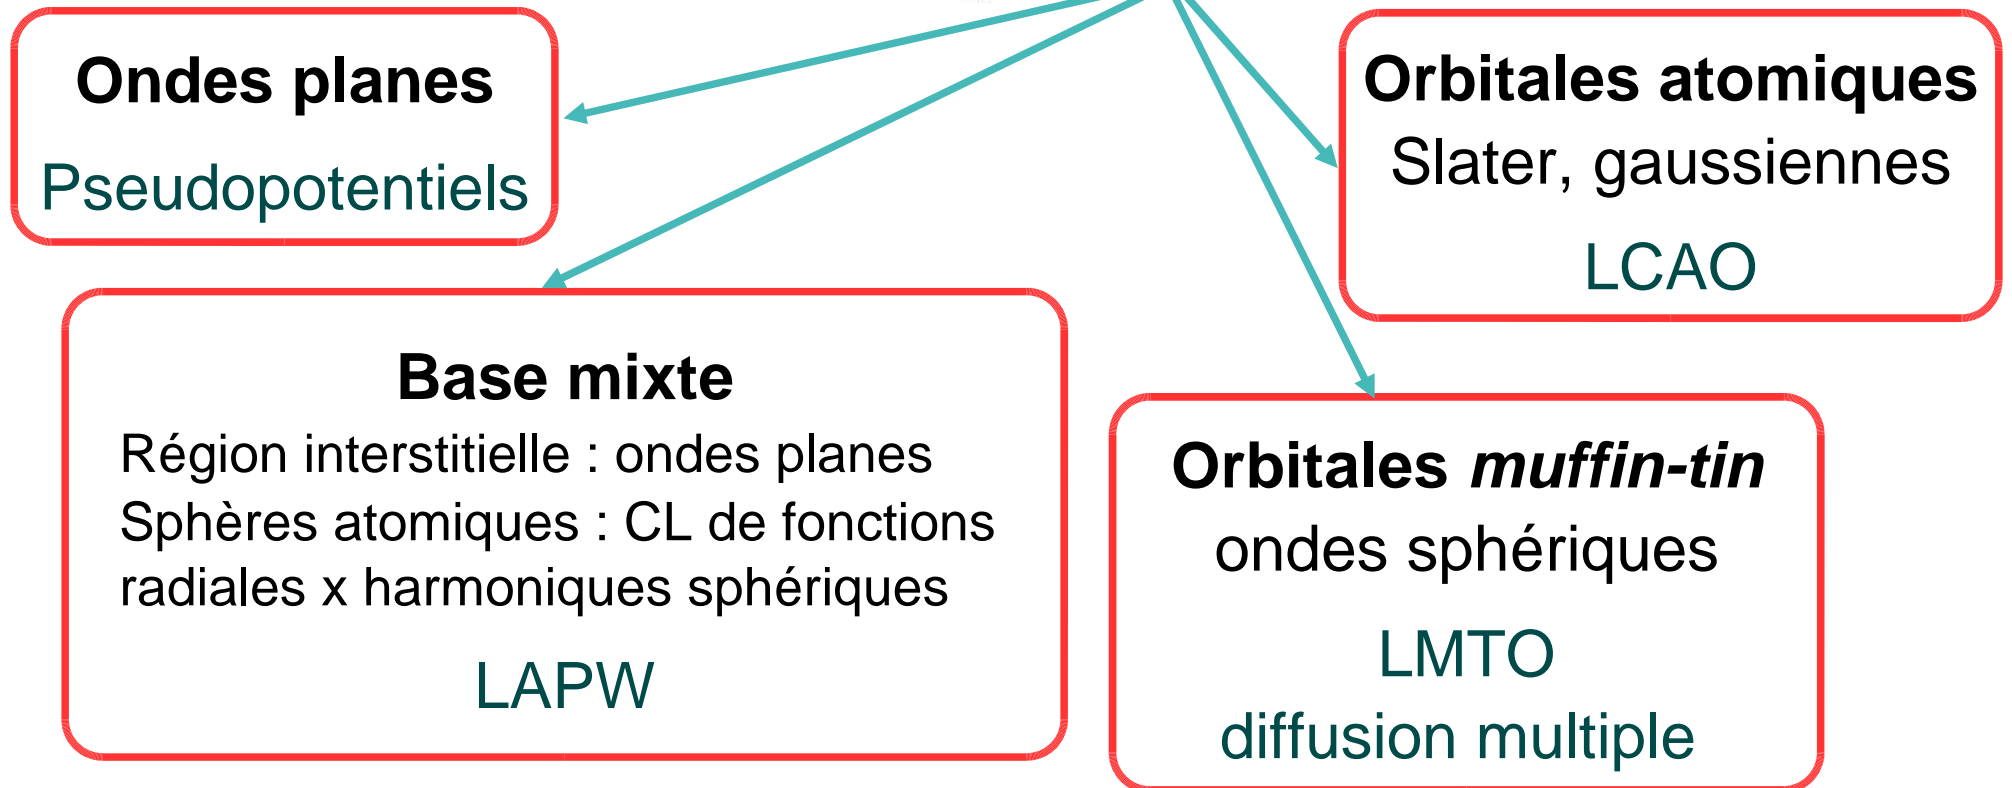 Ondes planes
Pseudopotentiels
Orbitales atomiques
Slater, gaussiennes
LCAO
Base mixte
Région interstitielle : ondes planes
Sphères atomiques : CL de fonctions
radiales x harmoniques sphériques
LAPW
Orbitales muffin-tin
ondes sphériques
LMTO
diffusion multiple